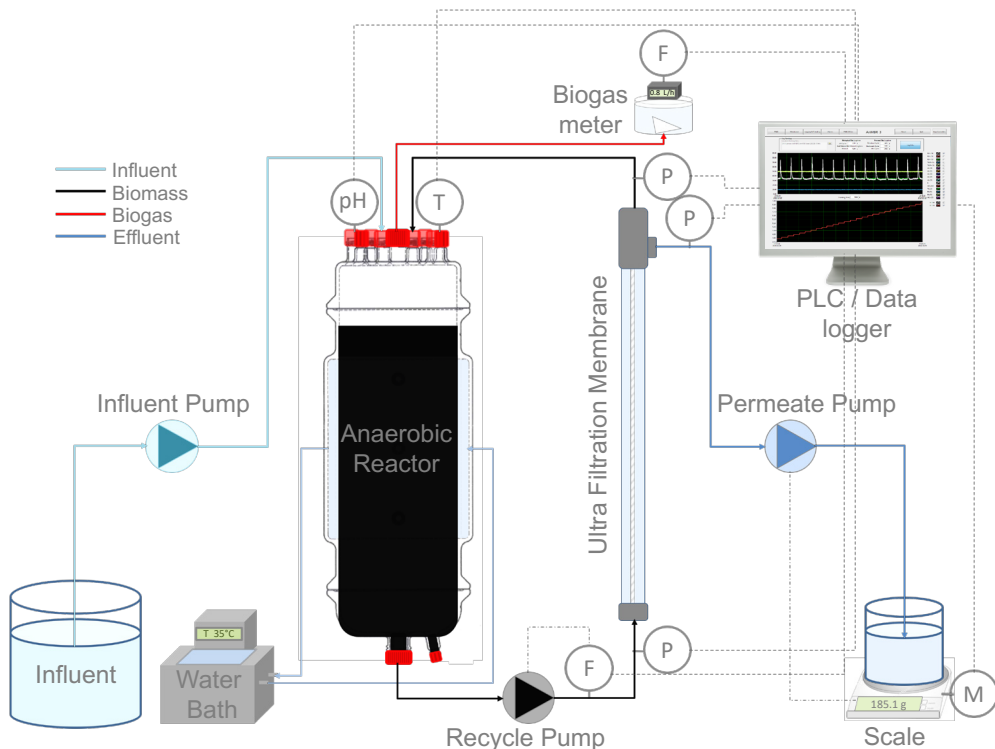 F
0.8 L/h
Biogas
meter
Influent
Biomass
Biogas
Effluent
pH
T
P
P
PLC / Data
logger
Ultra Filtration Membrane
Influent Pump
Permeate Pump
Anaerobic
Reactor
T 35°C
Influent
Water
Bath
F
P
Recycle Pump
185.1 g
M
Scale